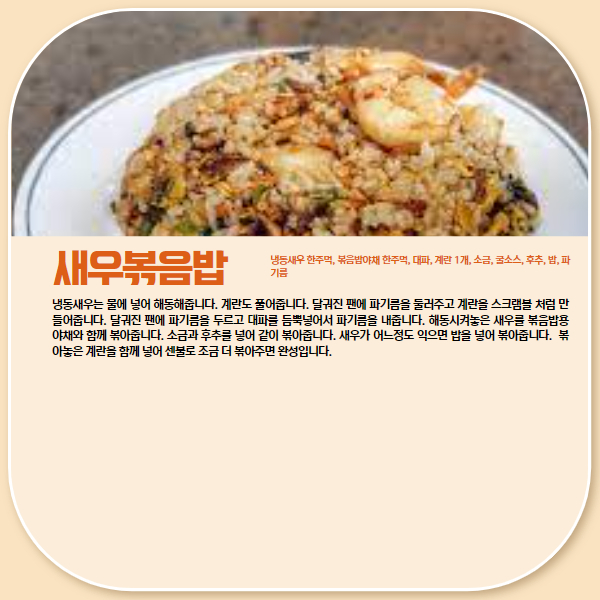 새우볶음밥
냉동새우 한주먹, 볶음밥야채 한주먹, 대파, 계란 1개, 소금, 굴소스, 후추, 밥, 파
기름
냉동새우는 물에 넣어 해동해줍니다. 계란도 풀어줍니다. 달궈진 팬에 파기름을 둘러주고 계란을 스크램블 처럼 만
들어줍니다. 달궈진 팬에 파기름을 두르고 대파를 듬뿍넣어서 파기름을 내줍니다. 해동시켜놓은 새우를 볶음밥용
야채와 함께 볶아줍니다. 소금과 후추를 넣어 같이 볶아줍니다. 새우가 어느정도 익으면 밥을 넣어 볶아줍니다. 볶
아놓은 계란을 함께 넣어 센불로 조금 더 볶아주면 완성입니다.